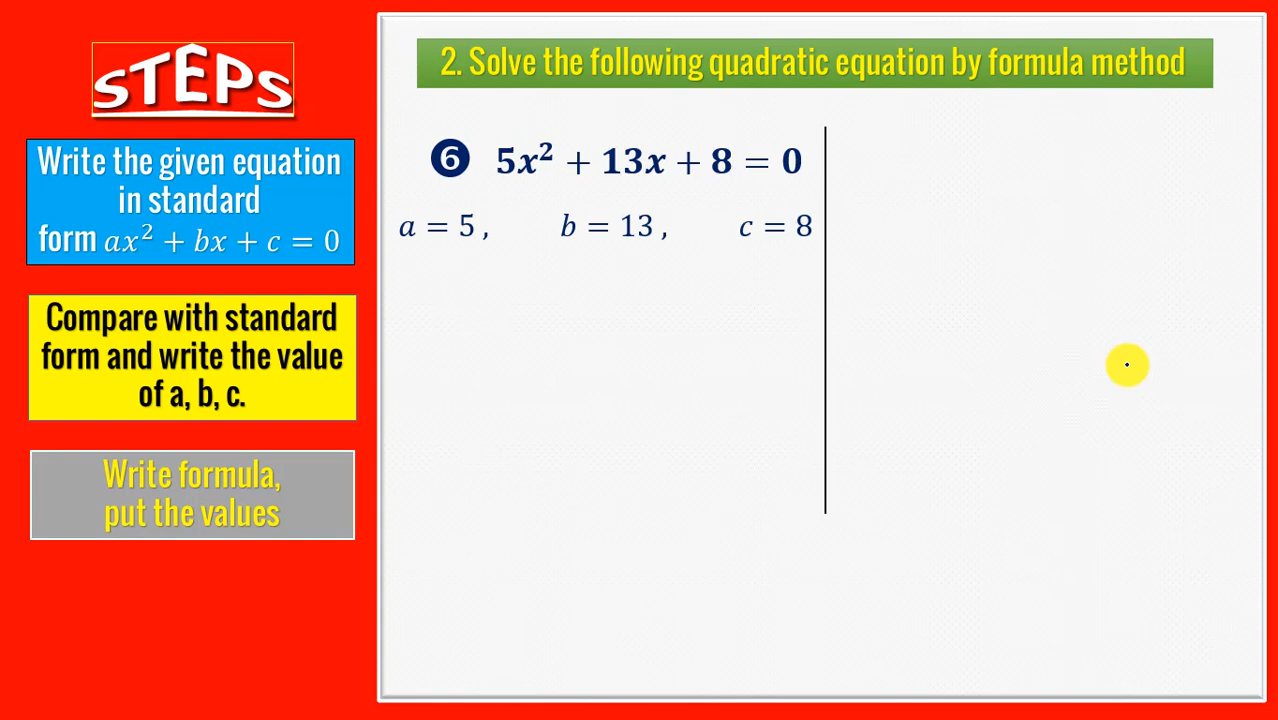 STEPS
Write the given equation
in standard
form ax² + bx + c = 0
Compare with standard
form and write the value
of a, b, c.
Write formula,
put the values
2. Solve the following quadratic equation by formula method
❻ 5x² + 13x + 8 = 0
a = 5 , b = 13 , c = 8